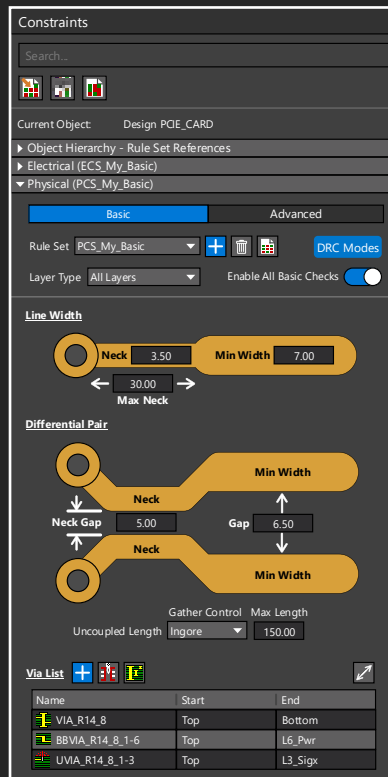 Constraints
Search...
Current Object: Design PCIE_CARD
Object Hierarchy - Rule Set References
Electrical (ECS_My_Basic)
Physical (PCS_My_Basic)
Basic Advanced
Rule Set PCS_My_Basic DRC Modes
Layer Type All Layers Enable All Basic Checks
Line Width
Neck 3.50 Min Width 7.00
30.00
Max Neck
Differential Pair
Min Width
Neck
Neck Gap 5.00 Gap 6.50
Neck
Min Width
Gather Control Max Length
Uncoupled Length Ingore 150.00
Via List
Name Start End
VIA_R14_8 Top Bottom
BBVIA_R14_8_1-6 Top L6_Pwr
UVIA_R14_8_1-3 Top L3_Sigx